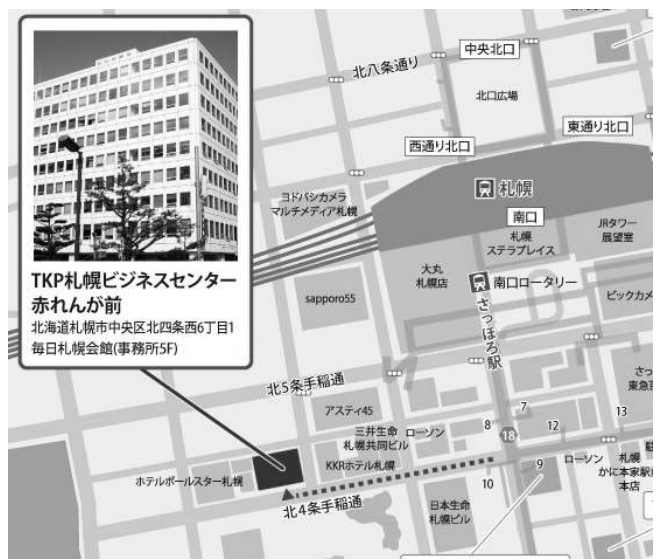 TKP札幌ビジネスセンター
赤れんが前
北海道札幌市中央区北四条西6丁目1
毎日札幌会館(事務所5F)
北八条通り
中央北口
北口広場
西通り北口
東通り北口
ヨドバシカメラ
マルチメディア札幌
札幌
南口
札幌
ステラプレイス
JRタワー
展望室
大丸
札幌店
南口ロータリー
sapporo55
ビックカメ
さっぽろ駅
北5条手稲通
アスティ45
さっ
東急百
三井生命
札幌共同ビル
ローソン
8
7
18
12
13
KKRホテル札幌
ホテルポールスター札幌
9
ローソン
札幌
かに本家駅前
本店
北4条手稲通
10
日本生命
札幌ビル